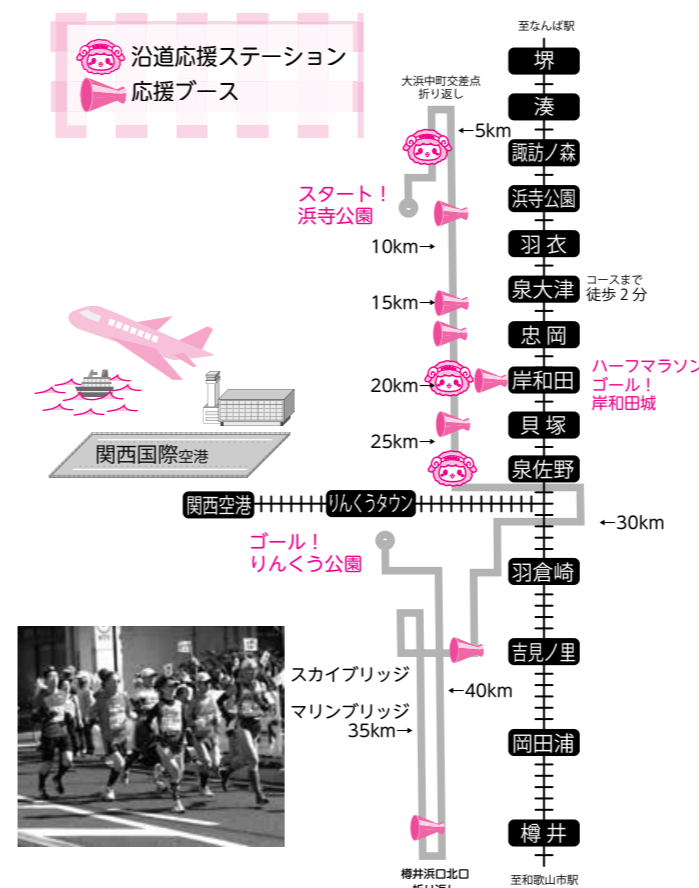 沿道応援ステーション
応援ブース
至なんば駅
堺
湊
諏訪ノ森
浜寺公園
羽衣
泉大津
コースまで
徒歩2分
忠岡
岸和田
ハーフマラソン
ゴール！
岸和田城
貝塚
泉佐野
大浜中町交差点
折り返し
←5km
スタート！
浜寺公園
10km→
15km→
20km→
25km→
関西国際空港
関西空港
りんくうタウン
←30km
ゴール！
りんくう公園
羽倉崎
吉見ノ里
スカイブリッジ
←40km
マリンブリッジ
35km→
岡田浦
樽井
樽井浜口北口
折り返し
至和歌山市駅